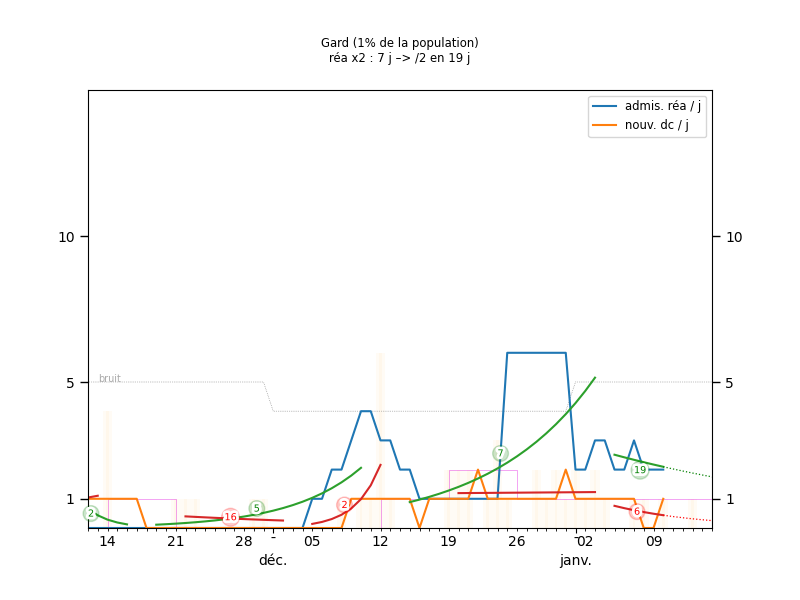 Gard (1% de la population)
réa x2 : 7 j –> /2 en 19 j
admis. réa / j
nouv. dc / j
10 10
bruit
5 5
7
19
5
2
16
2
6
1 1
14 21 28 - 05 12 19 26 02 09
déc. janv.